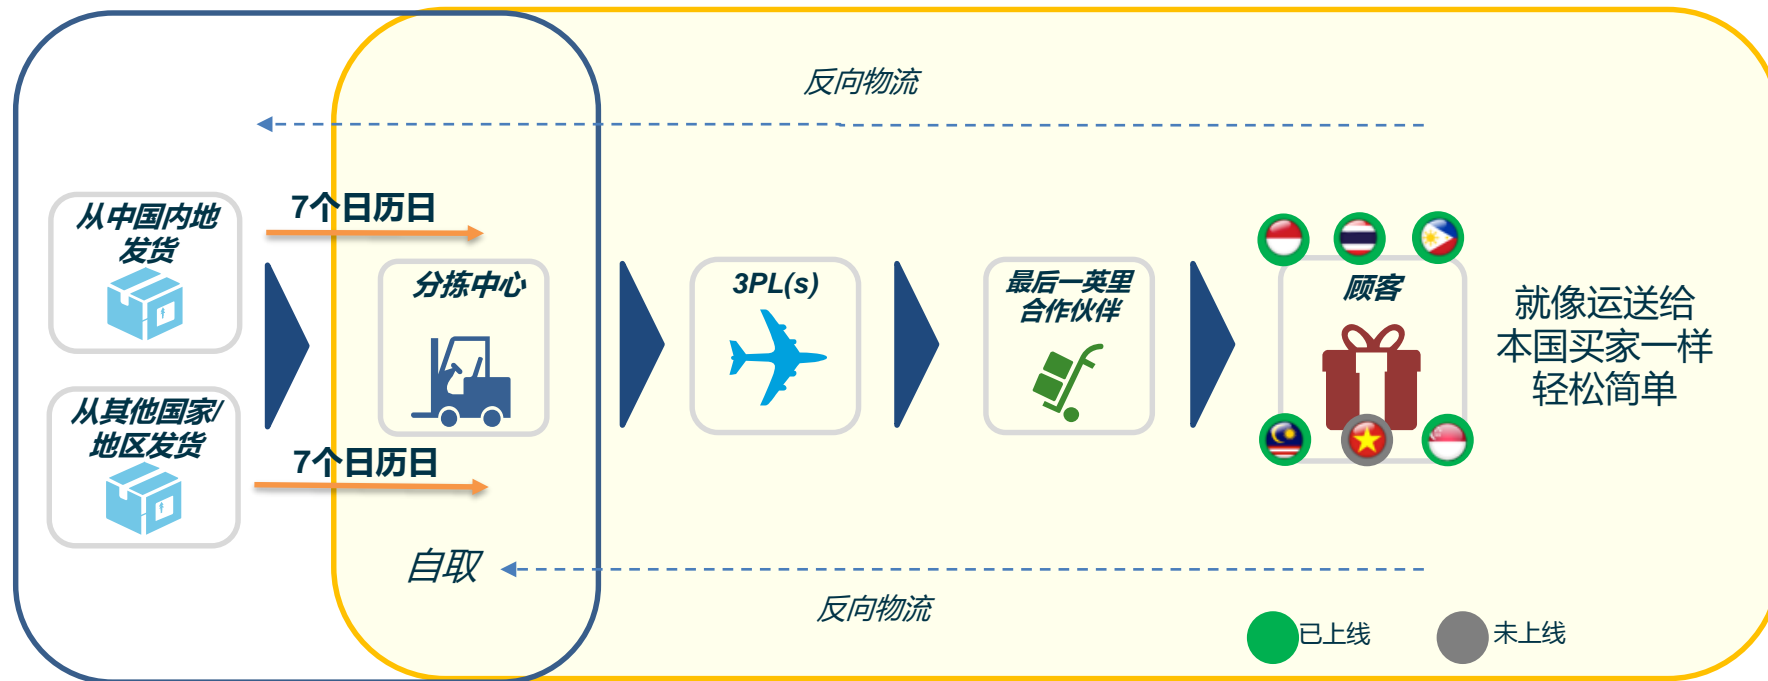 反向物流
从中国内地
发货
7个日历日
分拣中心
3PL(s)
最后一英里
合作伙伴
顾客
就像运送给
本国买家一样
轻松简单
从其他国家/
地区发货
7个日历日
自取
反向物流
已上线
未上线